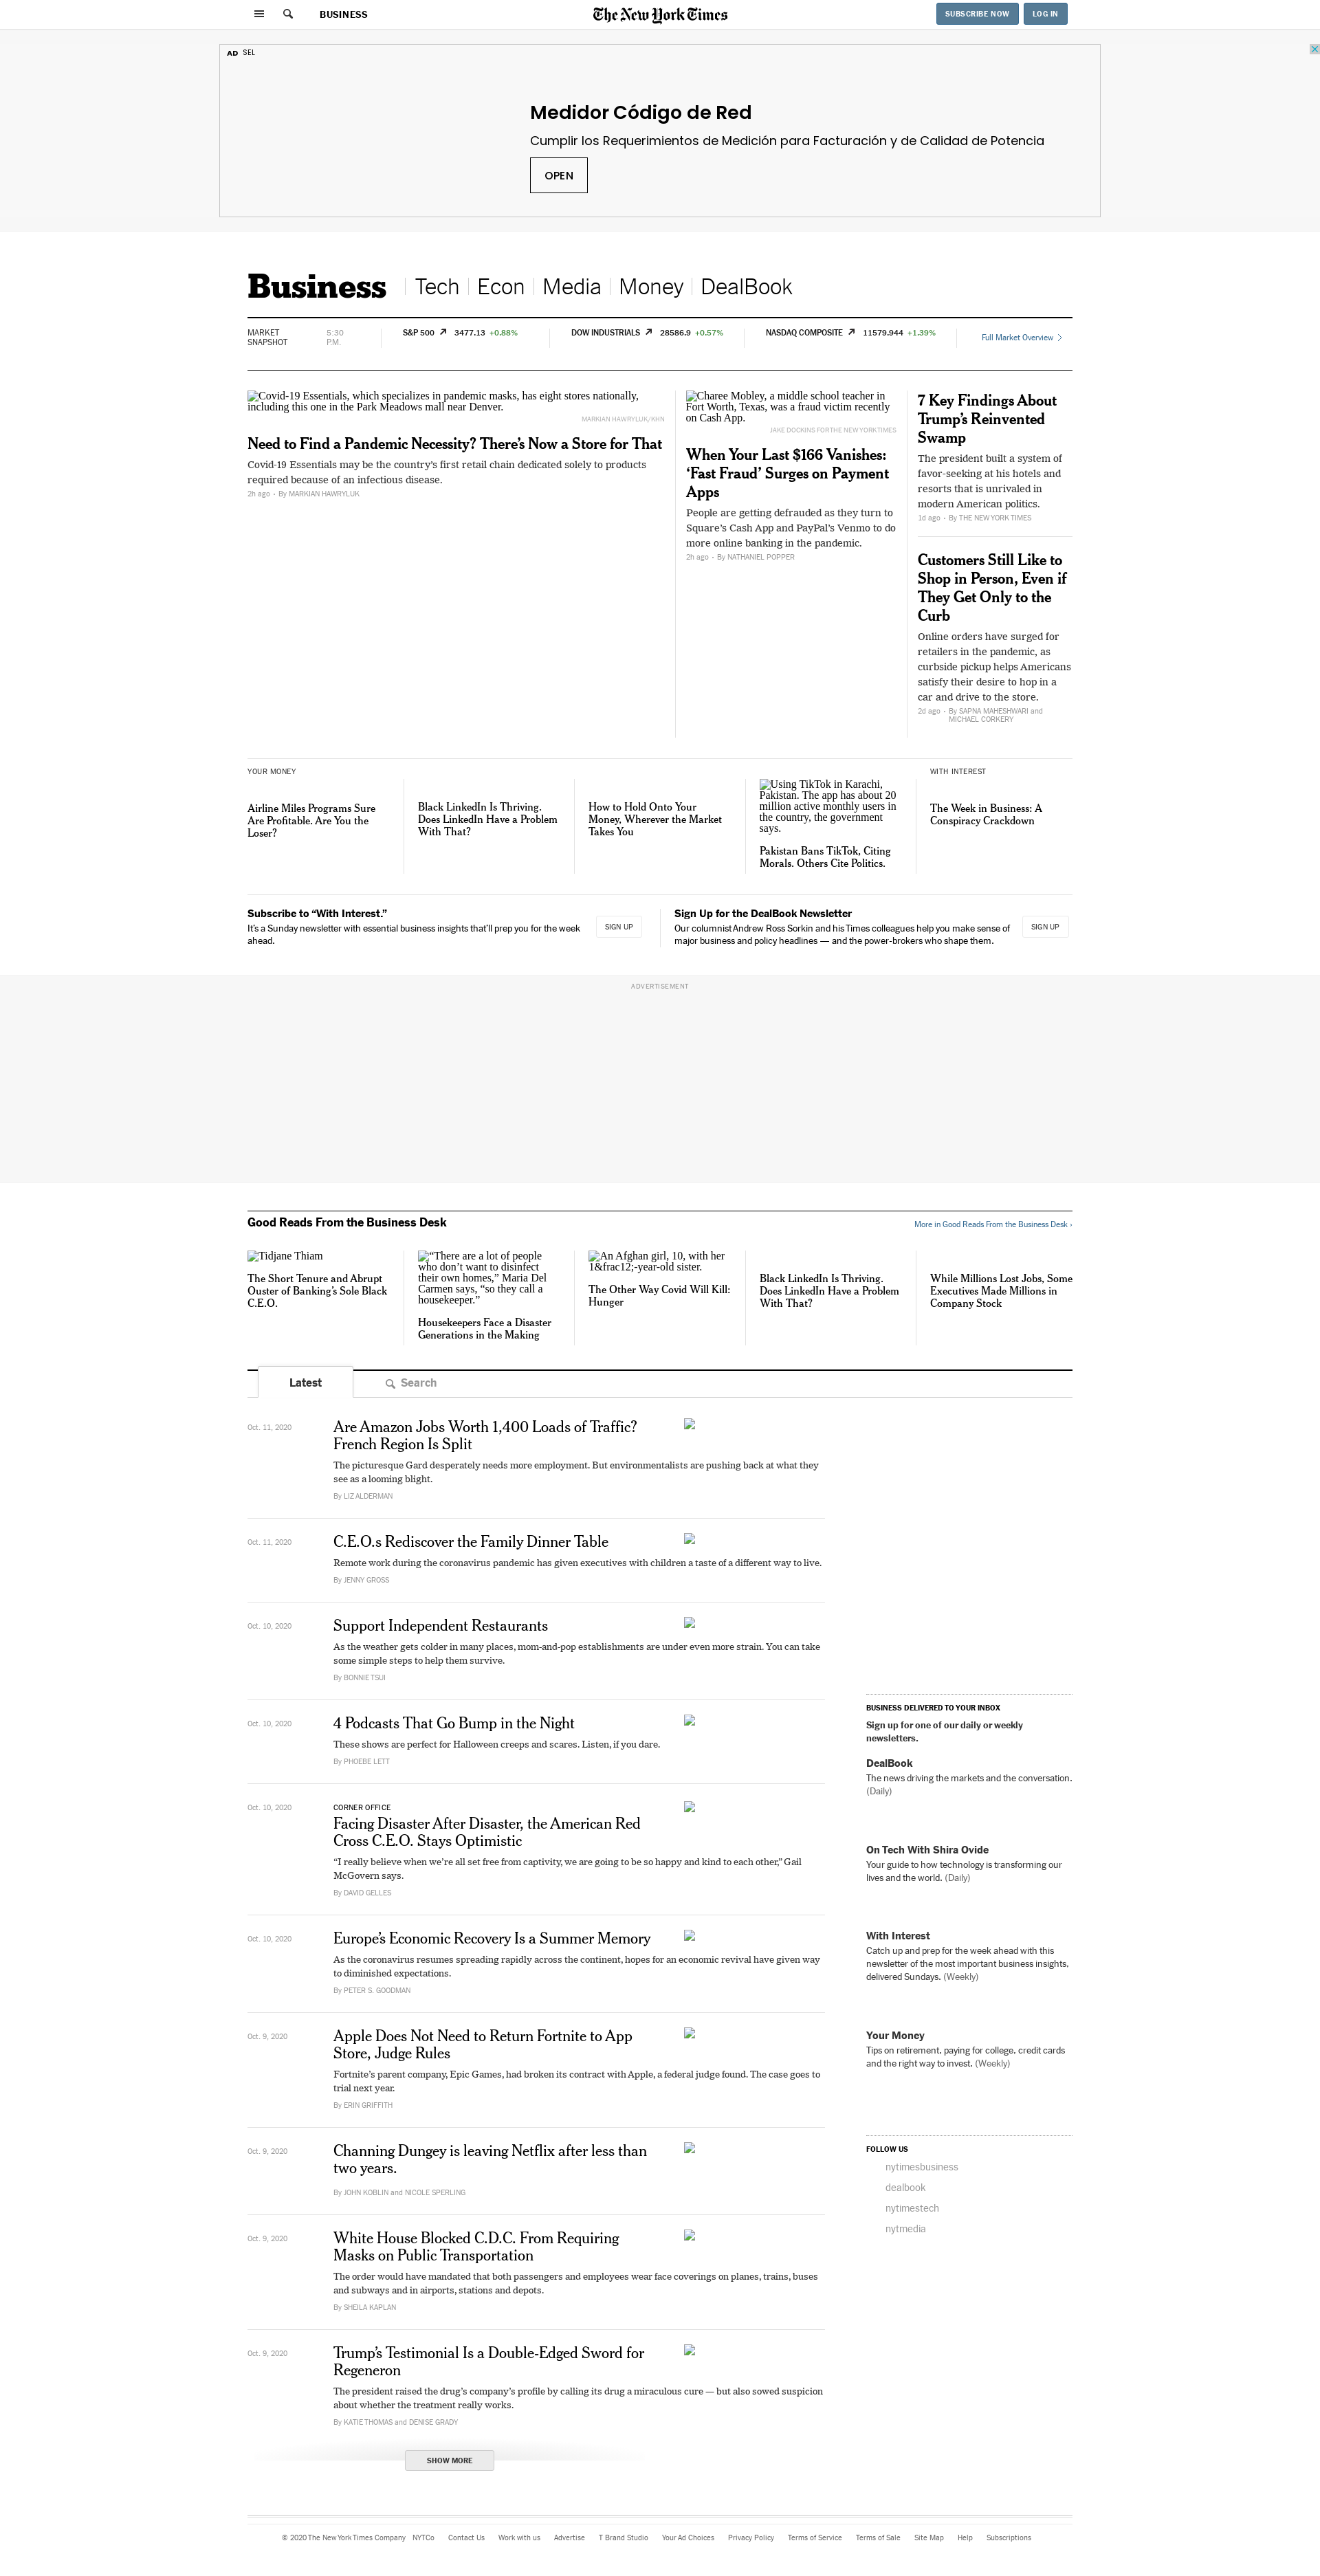 BUSINESS
The New York Times
SUBSCRIBE NOW
LOG IN
AD SEL
Medidor Código de Red
Cumplir los Requerimientos de Medición para Facturación y de Calidad de Potencia
OPEN
Business
Tech
Econ
Media
Money
DealBook
MARKET
SNAPSHOT
5:30
P.M.
S&P 500 3477.13 +0.88%
DOW INDUSTRIALS 28586.9 +0.57%
NASDAQ COMPOSITE 11579.944 +1.39%
Full Market Overview
Covid-19 Essentials, which specializes in pandemic masks, has eight stores nationally,
including this one in the Park Meadows mall near Denver.
MARKIAN HAWRYLUK/KHN
Need to Find a Pandemic Necessity? There's Now a Store for That
Covid-19 Essentials may be the country's first retail chain dedicated solely to products
required because of an infectious disease.
2h ago • By MARKIAN HAWRYLUK
Charee Mobley, a middle school teacher in
Fort Worth, Texas, was a fraud victim recently
on Cash App.
JAKE DOCKINS FOR THE NEW YORK TIMES
When Your Last $166 Vanishes:
‘Fast Fraud’ Surges on Payment
Apps
People are getting defrauded as they turn to
Square's Cash App and PayPal's Venmo to do
more online banking in the pandemic.
2h ago • By NATHANIEL POPPER
7 Key Findings About
Trump's Reinvented
Swamp
The president built a system of
favor-seeking at his hotels and
resorts that is unrivaled in
modern American politics.
1d ago • By THE NEW YORK TIMES
Customers Still Like to
Shop in Person, Even if
They Get Only to the
Curb
Online orders have surged for
retailers in the pandemic, as
curbside pickup helps Americans
satisfy their desire to hop in a
car and drive to the store.
2d ago • By SAPNA MAHESHWARI and
MICHAEL CORKERY
YOUR MONEY
Airline Miles Programs Sure
Are Profitable. Are You the
Loser?
Black LinkedIn Is Thriving.
Does LinkedIn Have a Problem
With That?
How to Hold Onto Your
Money, Wherever the Market
Takes You
Using TikTok in Karachi,
Pakistan. The app has about 20
million active monthly users in
the country, the government
says.
Pakistan Bans TikTok, Citing
Morals. Others Cite Politics.
WITH INTEREST
The Week in Business: A
Conspiracy Crackdown
Subscribe to “With Interest.”
It's a Sunday newsletter with essential business insights that'll prep you for the week
ahead.
SIGN UP
Sign Up for the DealBook Newsletter
Our columnist Andrew Ross Sorkin and his Times colleagues help you make sense of
major business and policy headlines — and the power-brokers who shape them.
SIGN UP
ADVERTISEMENT
Good Reads From the Business Desk
More in Good Reads From the Business Desk ›
Tidjane Thiam
The Short Tenure and Abrupt
Ouster of Banking's Sole Black
C.E.O.
“There are a lot of people
who don't want to disinfect
their own homes,” Maria Del
Carmen says, “so they call a
housekeeper.”
Housekeepers Face a Disaster
Generations in the Making
An Afghan girl, 10, with her
1&frac12;-year-old sister.
The Other Way Covid Will Kill:
Hunger
Black LinkedIn Is Thriving.
Does LinkedIn Have a Problem
With That?
While Millions Lost Jobs, Some
Executives Made Millions in
Company Stock
Latest
Search
Oct. 11, 2020
Are Amazon Jobs Worth 1,400 Loads of Traffic?
French Region Is Split
The picturesque Gard desperately needs more employment. But environmentalists are pushing back at what they
see as a looming blight.
By LIZ ALDERMAN
Oct. 11, 2020
C.E.O.s Rediscover the Family Dinner Table
Remote work during the coronavirus pandemic has given executives with children a taste of a different way to live.
By JENNY GROSS
Oct. 10, 2020
Support Independent Restaurants
As the weather gets colder in many places, mom-and-pop establishments are under even more strain. You can take
some simple steps to help them survive.
By BONNIE TSUI
Oct. 10, 2020
4 Podcasts That Go Bump in the Night
These shows are perfect for Halloween creeps and scares. Listen, if you dare.
By PHOEBE LETT
Oct. 10, 2020
CORNER OFFICE
Facing Disaster After Disaster, the American Red
Cross C.E.O. Stays Optimistic
“I really believe when we're all set free from captivity, we are going to be so happy and kind to each other,” Gail
McGovern says.
By DAVID GELLES
Oct. 10, 2020
Europe's Economic Recovery Is a Summer Memory
As the coronavirus resumes spreading rapidly across the continent, hopes for an economic revival have given way
to diminished expectations.
By PETER S. GOODMAN
Oct. 9, 2020
Apple Does Not Need to Return Fortnite to App
Store, Judge Rules
Fortnite's parent company, Epic Games, had broken its contract with Apple, a federal judge found. The case goes to
trial next year.
By ERIN GRIFFITH
Oct. 9, 2020
Channing Dungey is leaving Netflix after less than
two years.
By JOHN KOBLIN and NICOLE SPERLING
Oct. 9, 2020
White House Blocked C.D.C. From Requiring
Masks on Public Transportation
The order would have mandated that both passengers and employees wear face coverings on planes, trains, buses
and subways and in airports, stations and depots.
By SHEILA KAPLAN
Oct. 9, 2020
Trump's Testimonial Is a Double-Edged Sword for
Regeneron
The president raised the drug's company's profile by calling its drug a miraculous cure — but also sowed suspicion
about whether the treatment really works.
By KATIE THOMAS and DENISE GRADY
SHOW MORE
BUSINESS DELIVERED TO YOUR INBOX
Sign up for one of our daily or weekly
newsletters.
DealBook
The news driving the markets and the conversation.
(Daily)
On Tech With Shira Ovide
Your guide to how technology is transforming our
lives and the world. (Daily)
With Interest
Catch up and prep for the week ahead with this
newsletter of the most important business insights,
delivered Sundays. (Weekly)
Your Money
Tips on retirement, paying for college, credit cards
and the right way to invest. (Weekly)
FOLLOW US
nytimesbusiness
dealbook
nytimestech
nytmedia
© 2020 The New York Times Company NYTCo Contact Us Work with us Advertise T Brand Studio Your Ad Choices Privacy Policy Terms of Service Terms of Sale Site Map Help Subscriptions